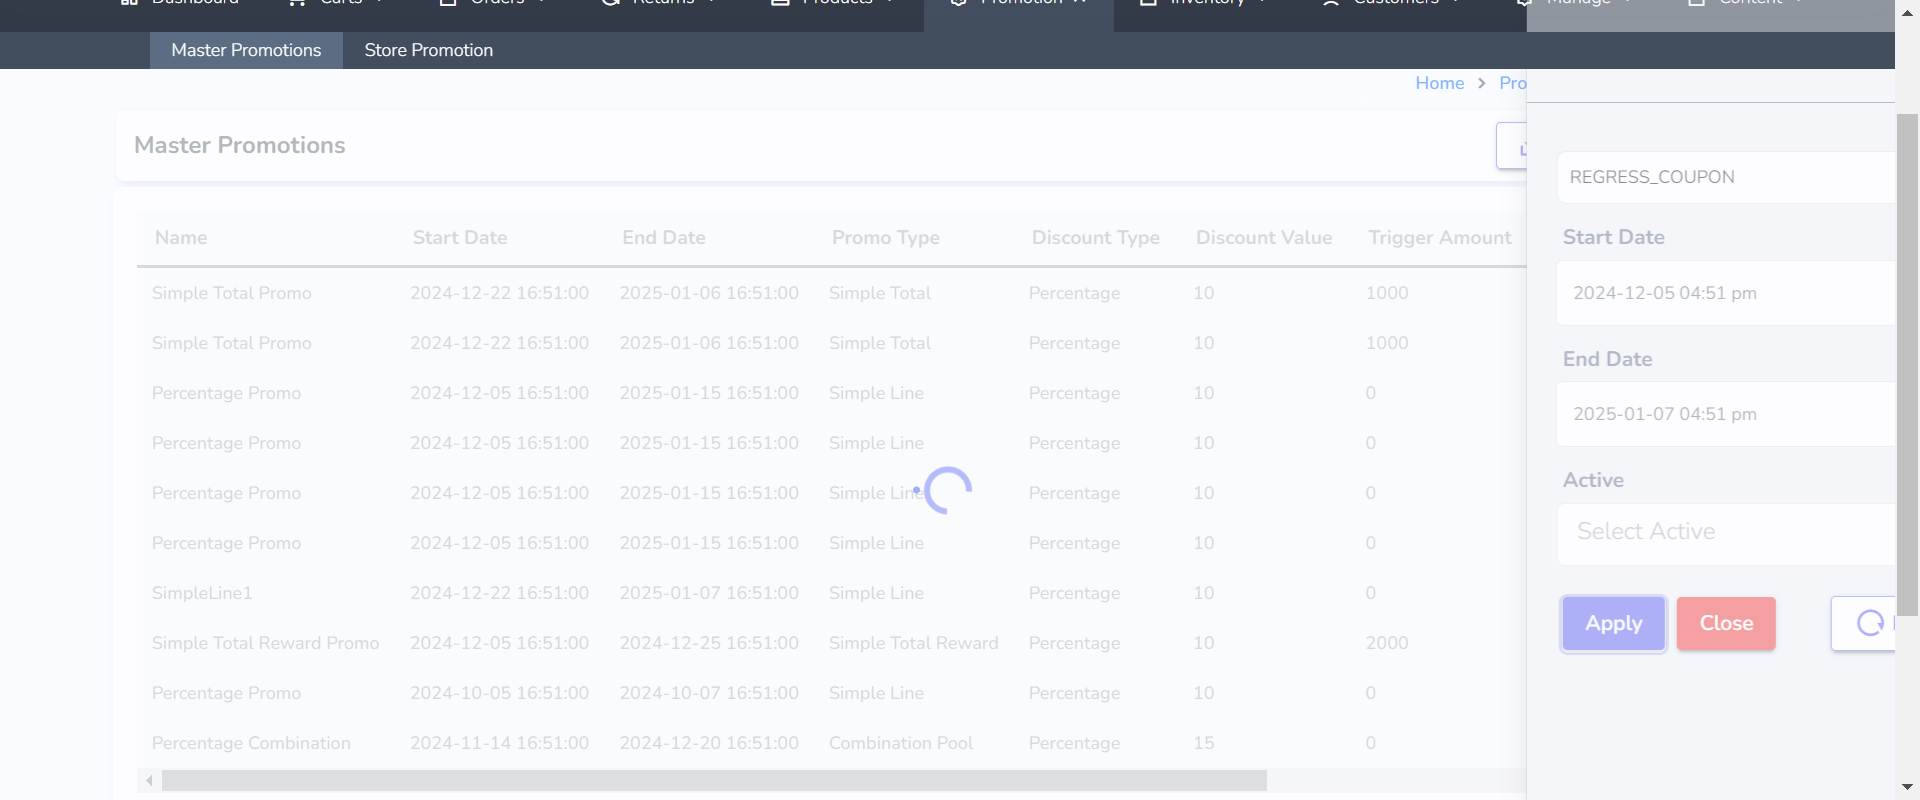 Dashboard Carts Orders Returns Products Promotion Inventory Customers Manage Content
Master Promotions Store Promotion
Home > Pro
Master Promotions
REGRESS_COUPON
Name Start Date End Date Promo Type Discount Type Discount Value Trigger Amount
Start Date
Simple Total Promo 2024-12-22 16:51:00 2025-01-06 16:51:00 Simple Total Percentage 10 1000
2024-12-05 04:51 pm
Simple Total Promo 2024-12-22 16:51:00 2025-01-06 16:51:00 Simple Total Percentage 10 1000
End Date
Percentage Promo 2024-12-05 16:51:00 2025-01-15 16:51:00 Simple Line Percentage 10 0
2025-01-07 04:51 pm
Percentage Promo 2024-12-05 16:51:00 2025-01-15 16:51:00 Simple Line Percentage 10 0
Active
Percentage Promo 2024-12-05 16:51:00 2025-01-15 16:51:00 Simple Line Percentage 10 0
Select Active
Percentage Promo 2024-12-05 16:51:00 2025-01-15 16:51:00 Simple Line Percentage 10 0
SimpleLine1 2024-12-22 16:51:00 2025-01-07 16:51:00 Simple Line Percentage 10 0
Apply Close
Simple Total Reward Promo 2024-12-05 16:51:00 2024-12-25 16:51:00 Simple Total Reward Percentage 10 2000
Percentage Promo 2024-10-05 16:51:00 2024-10-07 16:51:00 Simple Line Percentage 10 0
Percentage Combination 2024-11-14 16:51:00 2024-12-20 16:51:00 Combination Pool Percentage 15 0